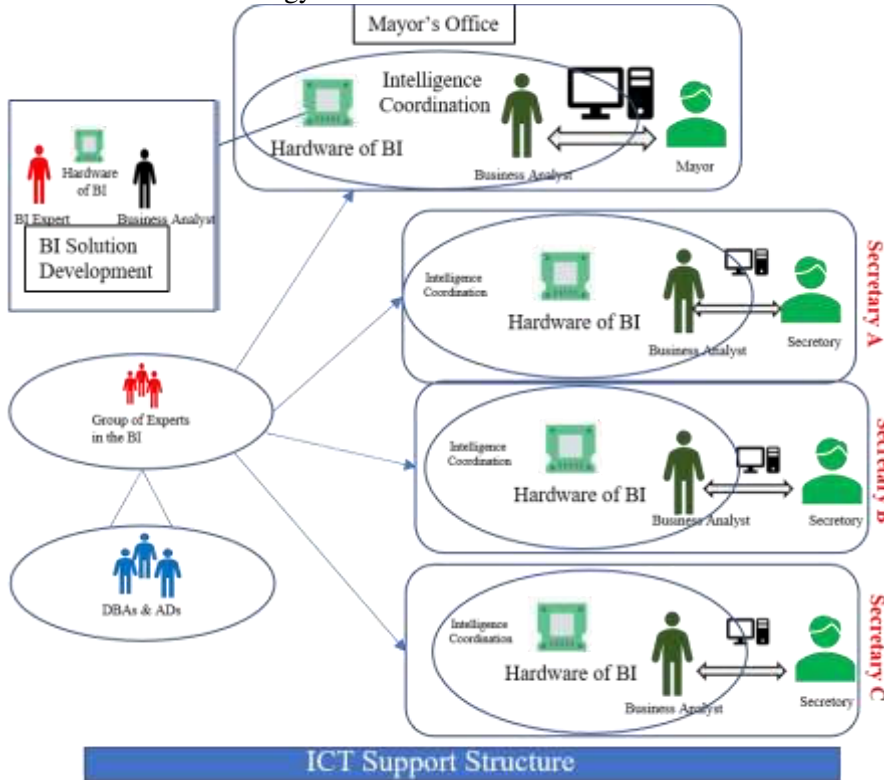 Mayor's Office
Intelligence
Coordination
Hardware of BI
Business Analyst
Mayor
Hardware
of BI
BI Expert
Business Analyst
BI Solution
Development
Intelligence
Coordination
Hardware of BI
Business Analyst
Secretory
Secretary A
Group of Experts
in the BI
Intelligence
Coordination
Hardware of BI
Business Analyst
Secretory
Secretary B
DBAs & ADs
Intelligence
Coordination
Hardware of BI
Business Analyst
Secretory
Secretary C
ICT Support Structure